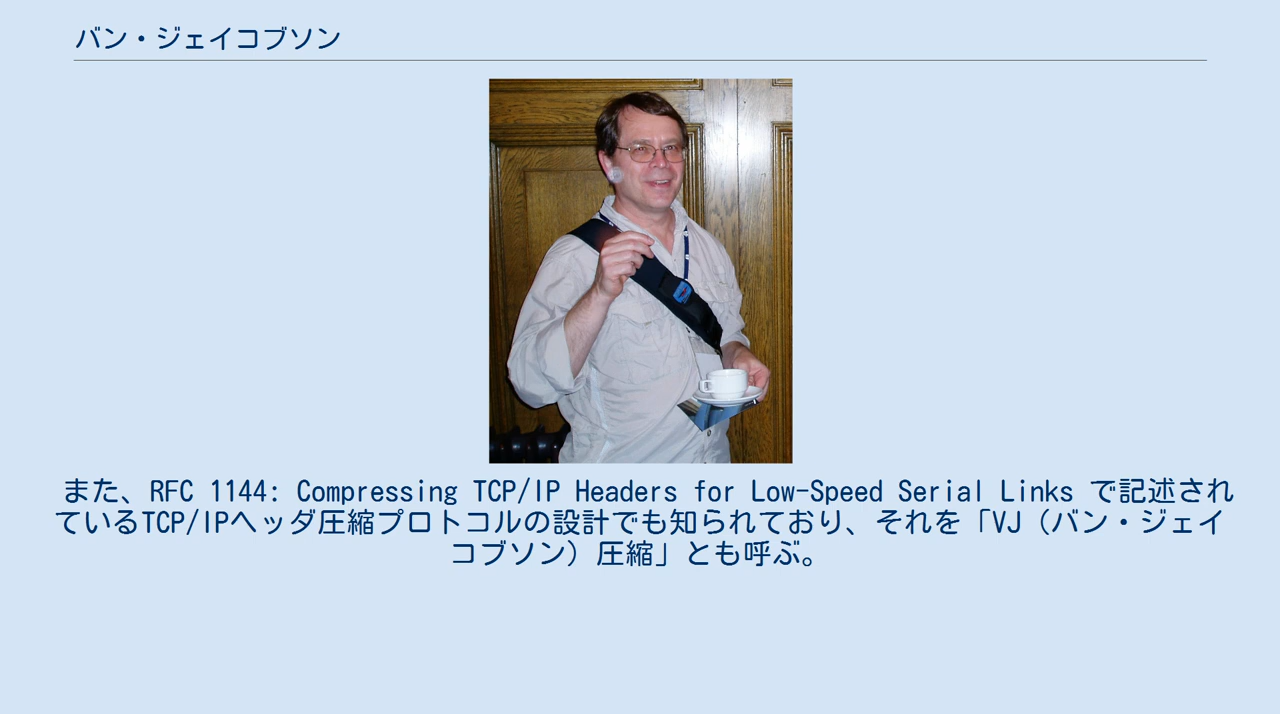 バン・ジェイコブソン
また、RFC 1144: Compressing TCP/IP Headers for Low-Speed Serial Links で記述され
ているTCP/IPヘッダ圧縮プロトコルの設計でも知られており、それを「VJ（バン・ジェイ
コブソン）圧縮」とも呼ぶ。